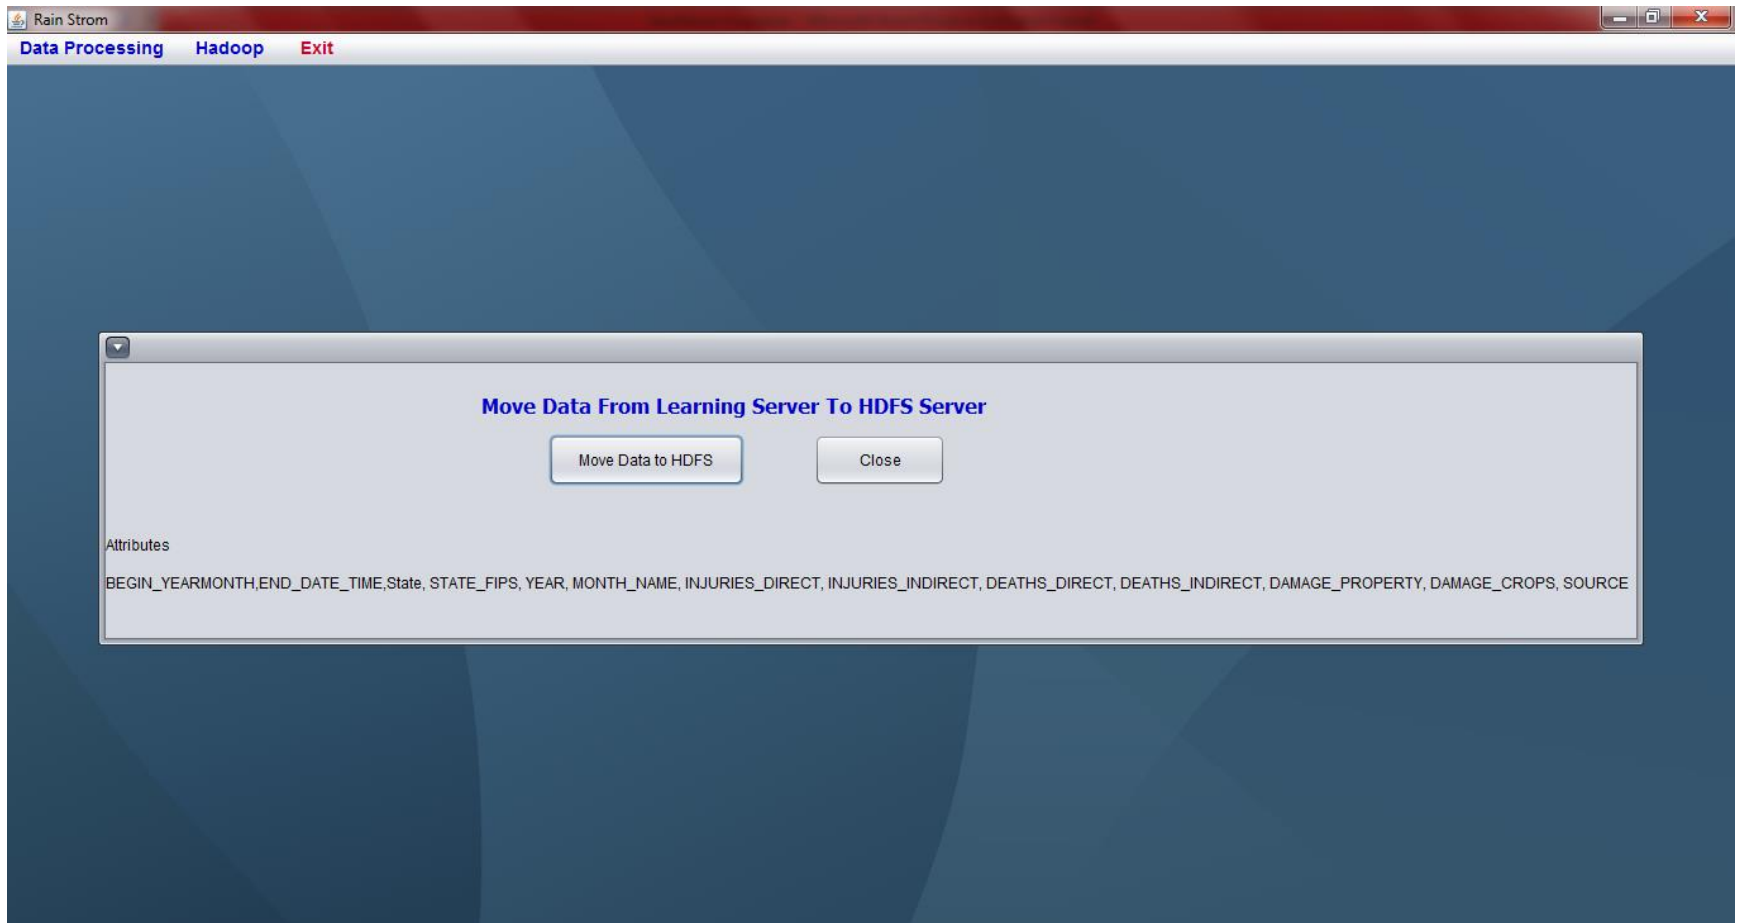 Rain Strom
Data Processing Hadoop Exit
Move Data From Learning Server To HDFS Server
Move Data to HDFS Close
Attributes
BEGIN_YEARMONTH,END_DATE_TIME,State, STATE_FIPS, YEAR, MONTH_NAME, INJURIES_DIRECT, INJURIES_INDIRECT, DEATHS_DIRECT, DEATHS_INDIRECT, DAMAGE_PROPERTY, DAMAGE_CROPS, SOURCE